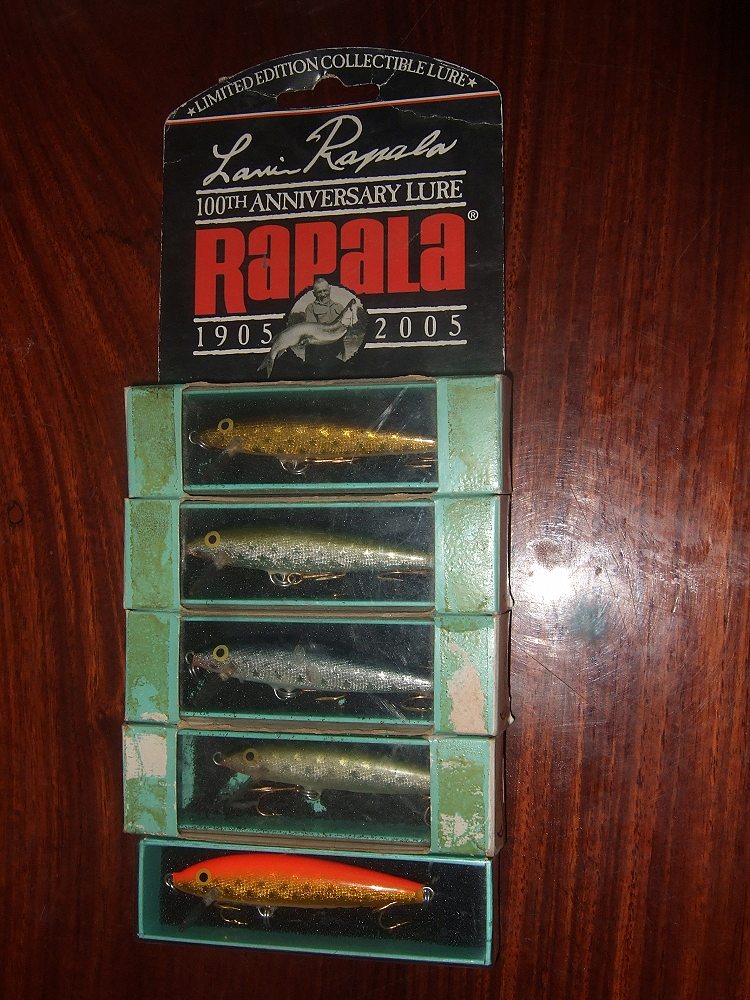 ★LIMITED EDITION COLLECTIBLE LURE★
Lauri Rapala
100TH ANNIVERSARY LURE
Rapala®
1905 2005